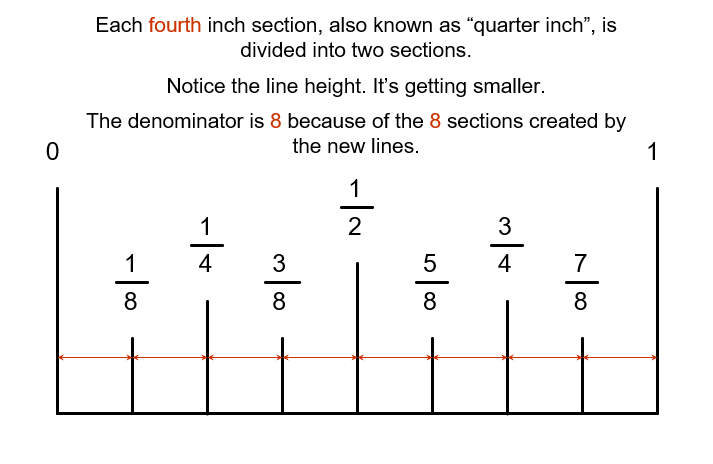 Each fourth inch section, also known as “quarter inch”, is
divided into two sections.
Notice the line height. It’s getting smaller.
The denominator is 8 because of the 8 sections created by
the new lines.
0
1
1/8
1/4
3/8
1/2
5/8
3/4
7/8